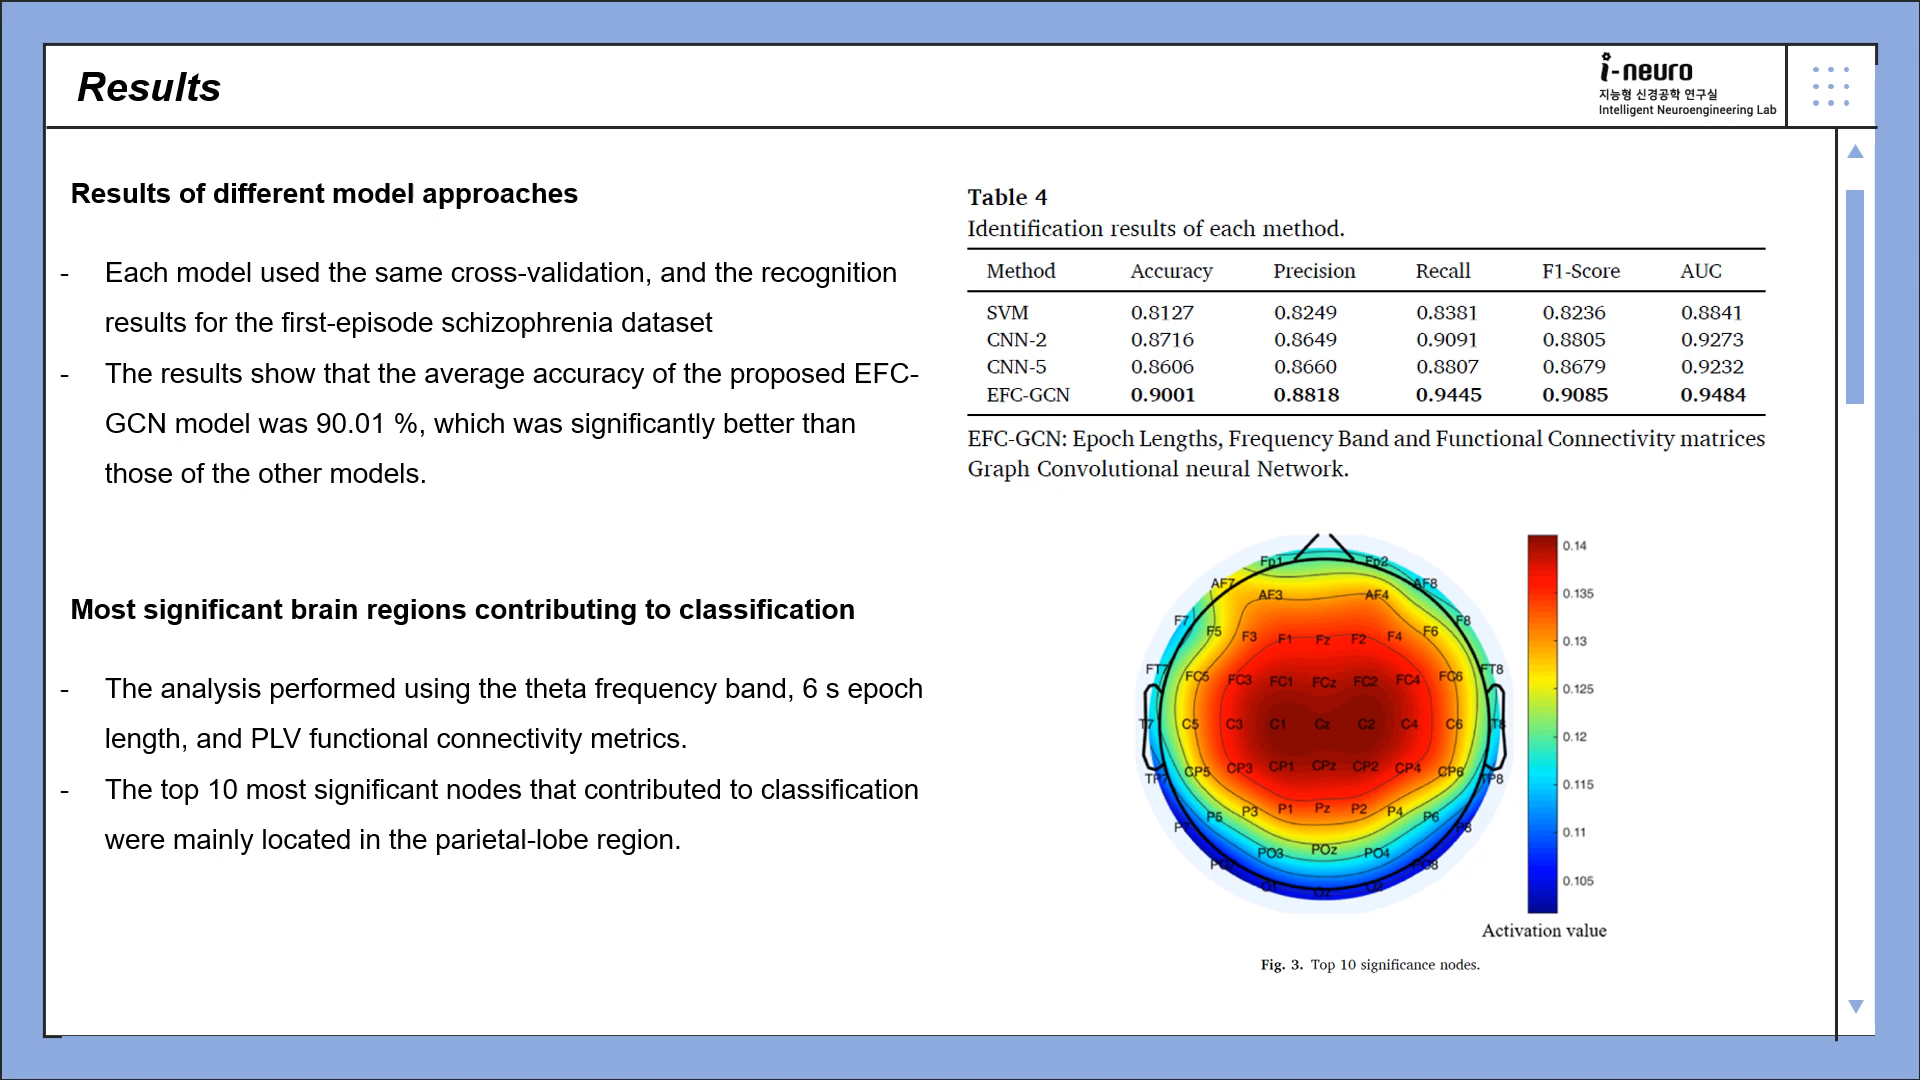 Results
i-neuro
지능형 신경공학 연구실
Intelligent Neuroengineering Lab
Results of different model approaches
- Each model used the same cross-validation, and the recognition
results for the first-episode schizophrenia dataset
- The results show that the average accuracy of the proposed EFC-
GCN model was 90.01 %, which was significantly better than
those of the other models.
Most significant brain regions contributing to classification
- The analysis performed using the theta frequency band, 6 s epoch
length, and PLV functional connectivity metrics.
- The top 10 most significant nodes that contributed to classification
were mainly located in the parietal-lobe region.
Table 4
Identification results of each method.
Method Accuracy Precision Recall F1-Score AUC
SVM 0.8127 0.8249 0.8381 0.8236 0.8841
CNN-2 0.8716 0.8649 0.9091 0.8805 0.9273
CNN-5 0.8606 0.8660 0.8807 0.8679 0.9232
EFC-GCN 0.9001 0.8818 0.9445 0.9085 0.9484
EFC-GCN: Epoch Lengths, Frequency Band and Functional Connectivity matrices
Graph Convolutional neural Network.
Fp1 Fp2
AF7 AF8
AF3 AF4
F7 F5 F3 F1 Fz F2 F4 F6 F8
FT7 FC5 FC3 FC1 FCz FC2 FC4 FC6 FT8
T7 C5 C3 C1 Cz C2 C4 C6 T8
TP7 CP5 CP3 CP1 CPz CP2 CP4 CP6 TP8
P7 P5 P3 P1 Pz P2 P4 P6 P8
PO3 POz PO4
PO7 PO8
O1 Oz O2
0.14
0.135
0.13
0.125
0.12
0.115
0.11
0.105
Activation value
Fig. 3. Top 10 significance nodes.